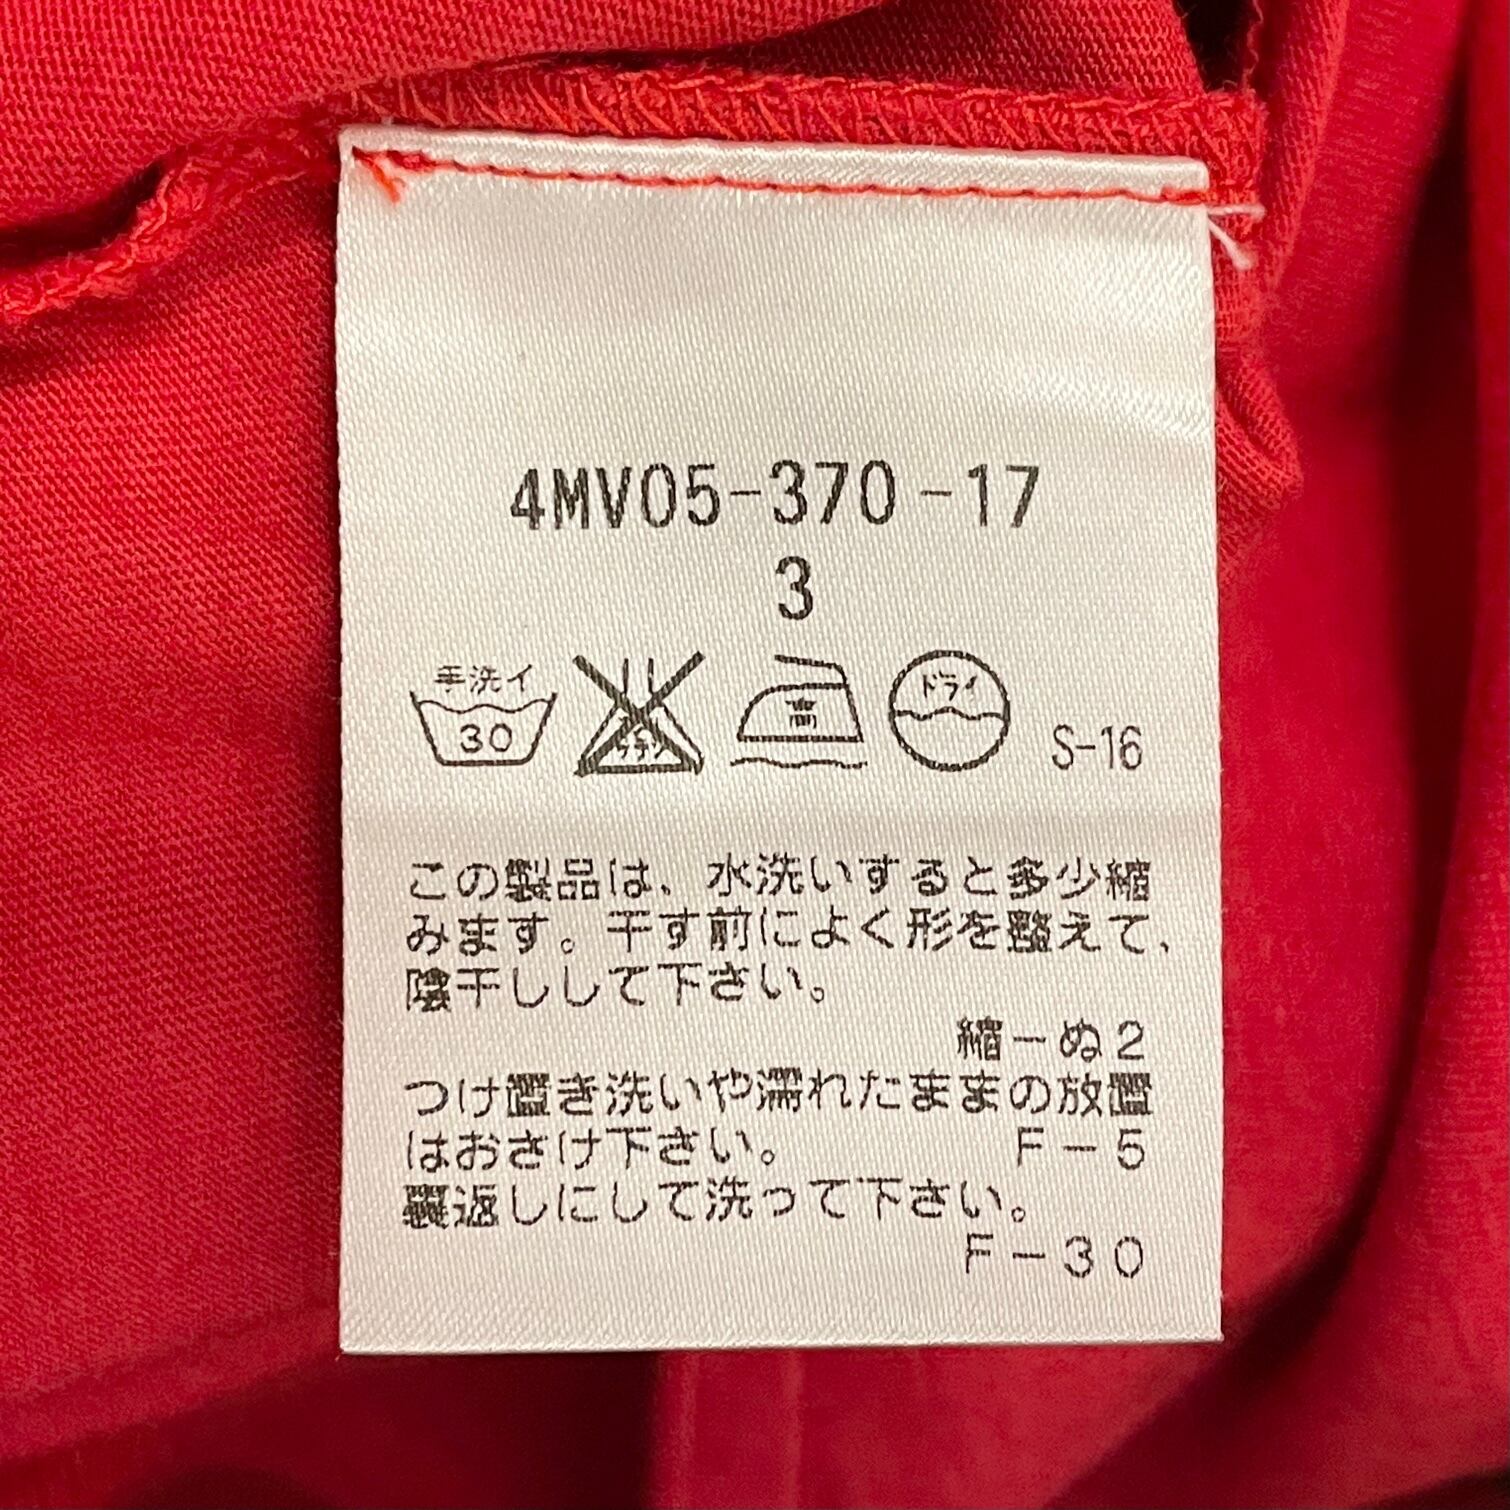 4MV05-370-17
3
手洗イ
30
高
ドライ
S-16
この製品は、水洗いすると多少縮
みます。干す前によく形を整えて、
陰干しして下さい。
縮ーぬ2
つけ置き洗いや濡れたままの放置
はおさけ下さい。 F-5
裏返しにして洗って下さい。
F-30